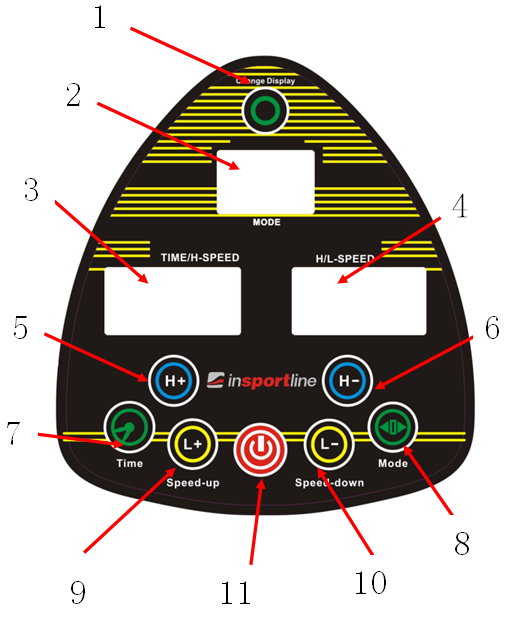 1
Change Display
2
MODE
3
4
TIME/H-SPEED
H/L-SPEED
5
6
H+
insportline
H-
7
L+
L-
Time
Mode
Speed-up
Speed-down
8
9
11
10